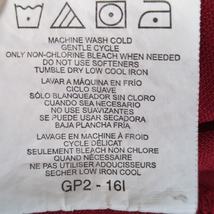 MACHINE WASH COLD
GENTLE CYCLE
ONLY NON-CHLORINE BLEACH WHEN NEEDED
DO NOT USE SOFTENERS
TUMBLE DRY LOW COOL IRON
LAVAR A MÁQUINA EN FRÍO
CICLO SUAVE
SÓLO BLANQUEADOR SIN CLORO
CUANDO SEA NECESARIO
NO USE SUAVIZANTES
SE PUEDE USAR SECADORA
BAJA PLANCHA FRIA
LAVAGE EN MACHINE À FROID
CYCLE DÉLICAT
SEULEMENT BLEACH NON CHLORÉ
QUAND NÉCESSAIRE
NE PAS UTILISER ADOUCISSEURS
SECHER LOW IRON COOL
GP2 - 16I